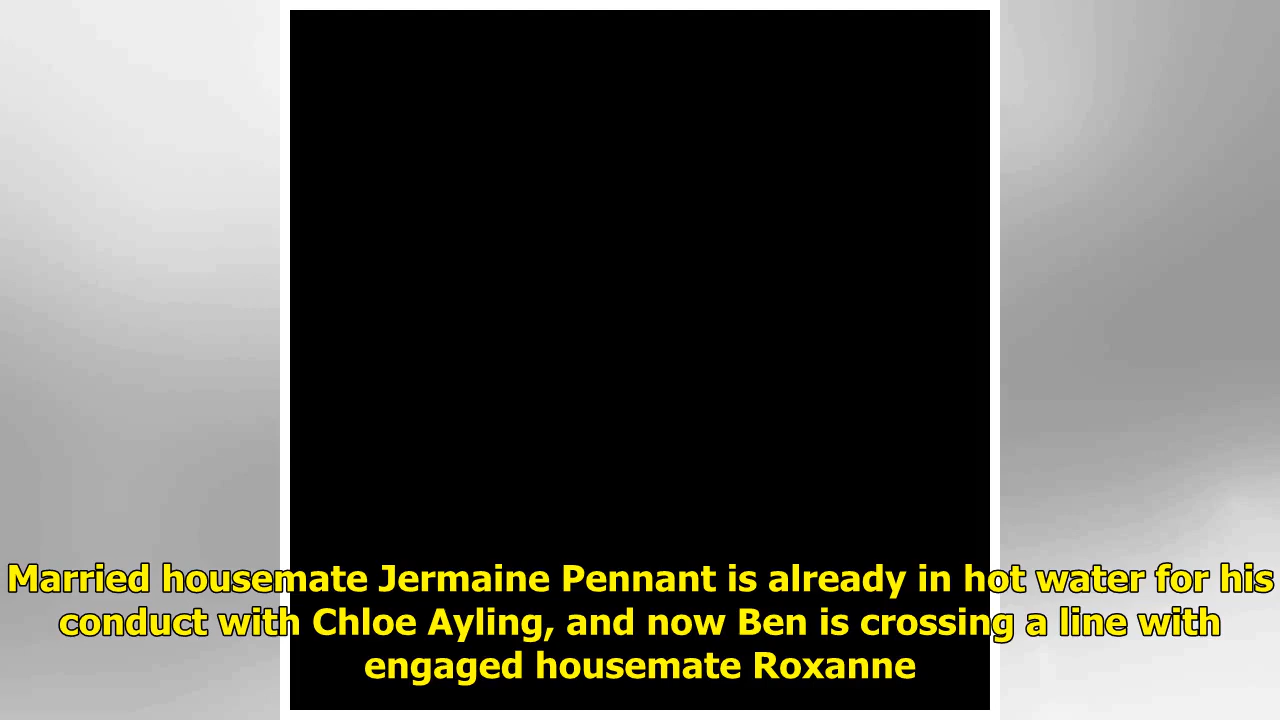 Married housemate Jermaine Pennant is already in hot water for his
conduct with Chloe Ayling, and now Ben is crossing a line with
engaged housemate Roxanne